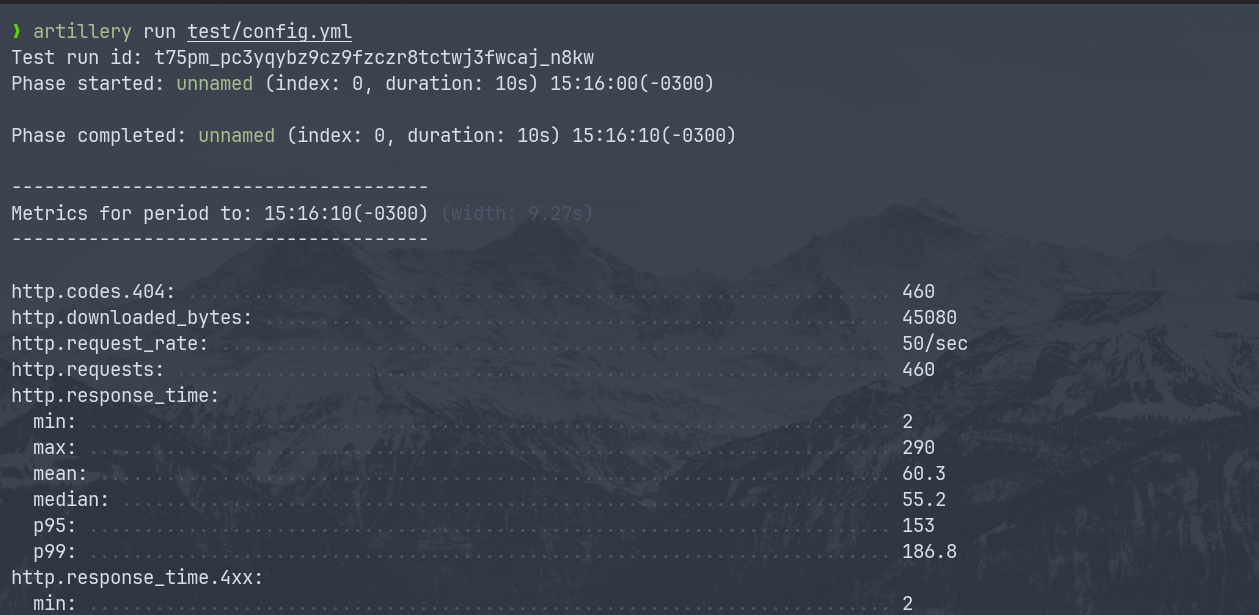 ❯ artillery run test/config.yml
Test run id: t75pm_pc3yqybz9cz9fzczr8tctwj3fwcaj_n8kw
Phase started: unnamed (index: 0, duration: 10s) 15:16:00(-0300)
Phase completed: unnamed (index: 0, duration: 10s) 15:16:10(-0300)
--------------------------------------
Metrics for period to: 15:16:10(-0300) (width: 9.27s)
--------------------------------------
http.codes.404: ................................................................ 460
http.downloaded_bytes: ......................................................... 45080
http.request_rate: ............................................................. 50/sec
http.requests: ................................................................. 460
http.response_time:
  min: ......................................................................... 2
  max: ......................................................................... 290
  mean: ........................................................................ 60.3
  median: ...................................................................... 55.2
  p95: ......................................................................... 153
  p99: ......................................................................... 186.8
http.response_time.4xx:
  min: ......................................................................... 2